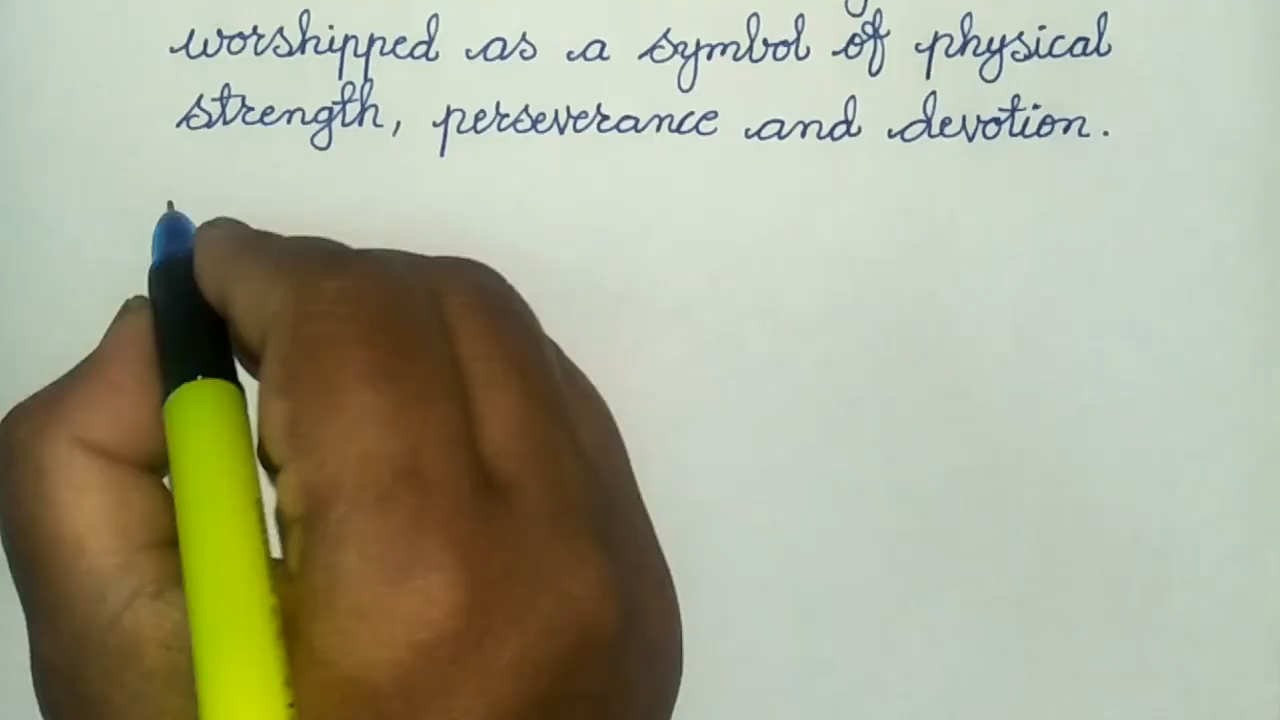 worshipped as a symbol of physical
strength, perseverance and devotion.